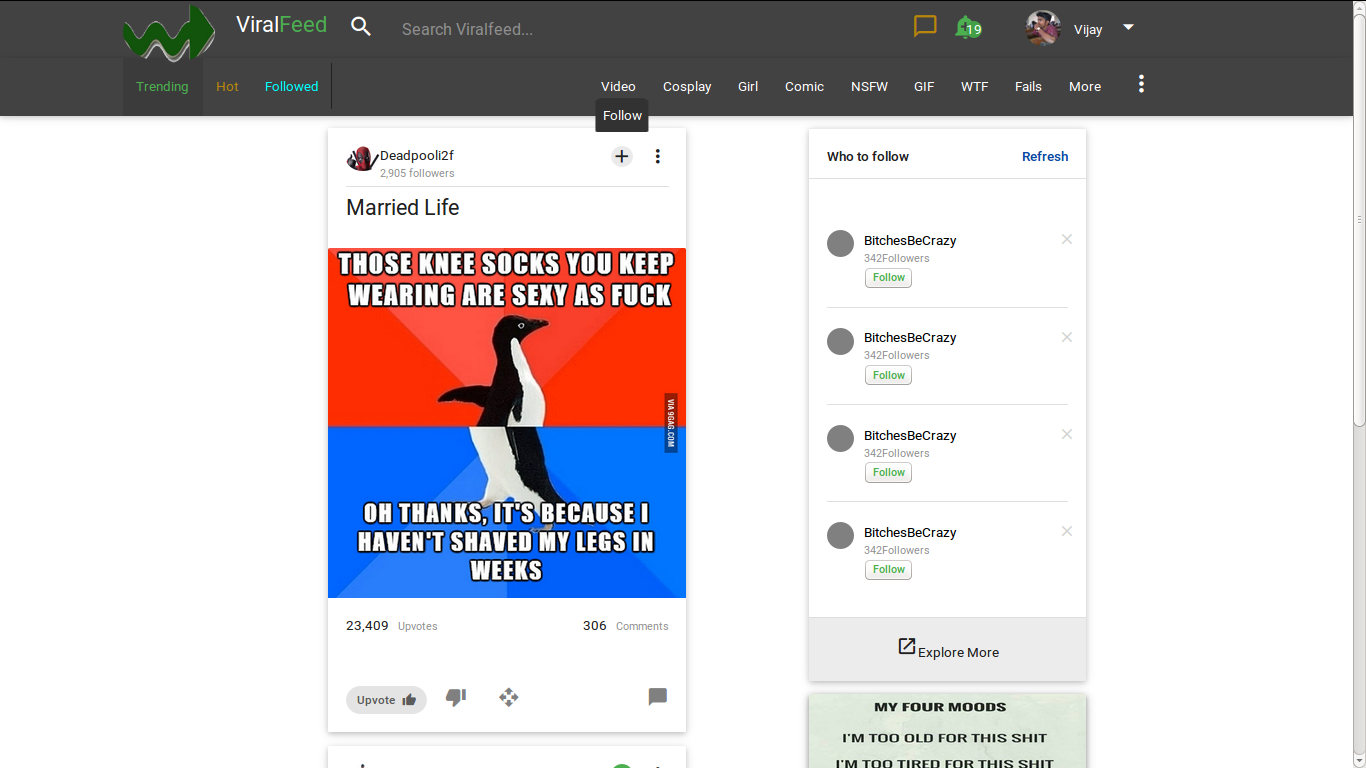 ViralFeed
Search Viralfeed...
19
Vijay
Trending
Hot
Followed
Video
Cosplay
Girl
Comic
NSFW
GIF
WTF
Fails
More
Follow
Deadpooli2f
2,905 followers
Married Life
THOSE KNEE SOCKS YOU KEEP
WEARING ARE SEXY AS FUCK
VIA 9GAG.COM
OH THANKS, IT'S BECAUSE I
HAVEN'T SHAVED MY LEGS IN
WEEKS
23,409 Upvotes
306 Comments
Upvote
Who to follow
Refresh
BitchesBeCrazy
342Followers
Follow
BitchesBeCrazy
342Followers
Follow
BitchesBeCrazy
342Followers
Follow
BitchesBeCrazy
342Followers
Follow
Explore More
MY FOUR MOODS
I'M TOO OLD FOR THIS SHIT
I'M TOO TIRED FOR THIS SHIT